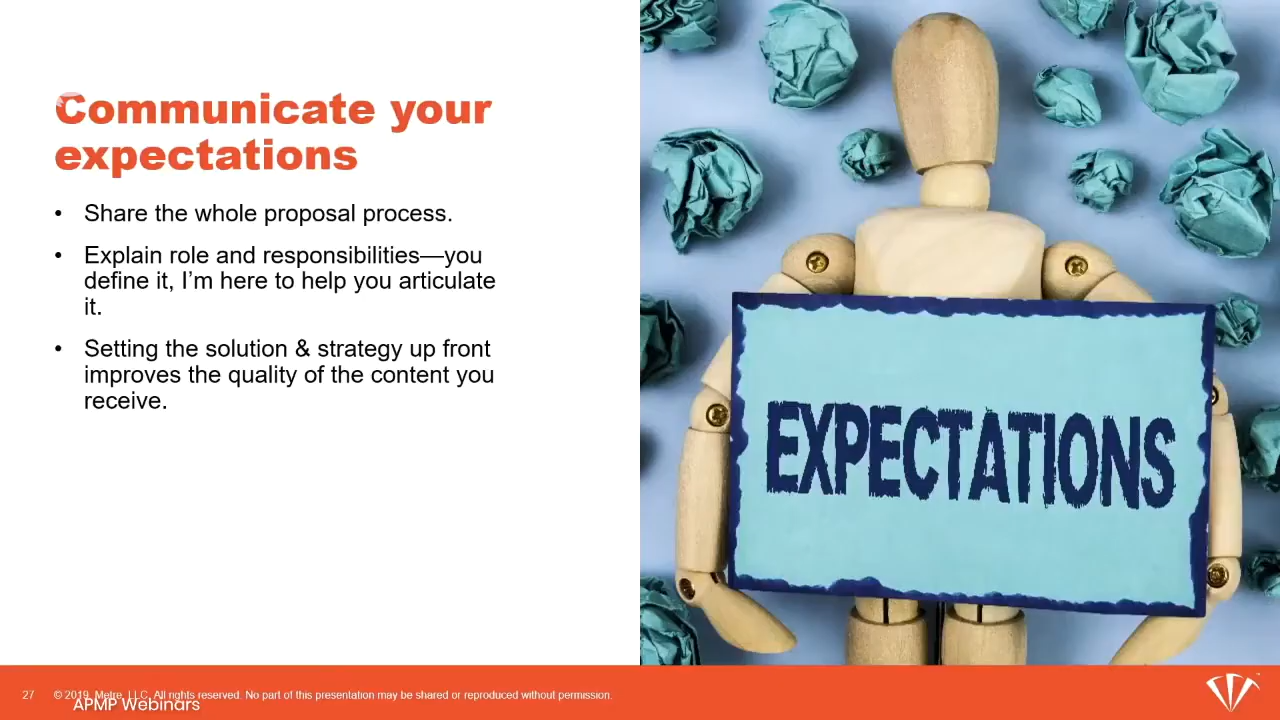 Communicate your
expectations
• Share the whole proposal process.
• Explain role and responsibilities—you
define it, I’m here to help you articulate
it.
• Setting the solution & strategy up front
improves the quality of the content you
receive.
EXPECTATIONS
27 © 2019, Metre, LLC. All rights reserved. No part of this presentation may be shared or reproduced without permission.
APMP Webinars